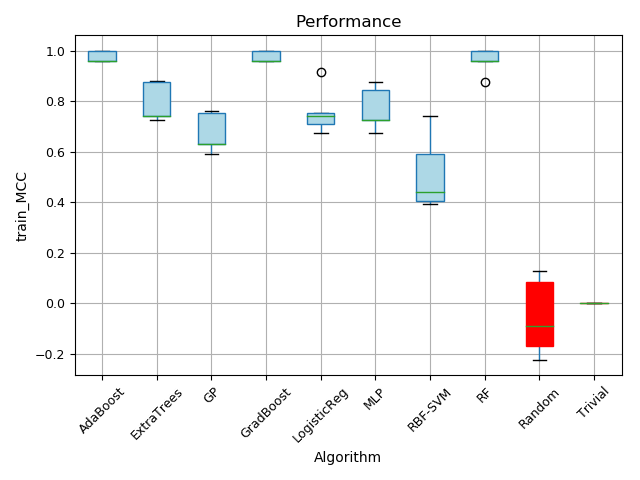 Performance
1.0
0.8
0.6
0.4
0.2
0.0
−0.2
train_MCC
AdaBoost
ExtraTrees
GP
GradBoost
LogisticReg
MLP
RBF-SVM
RF
Random
Trivial
Algorithm